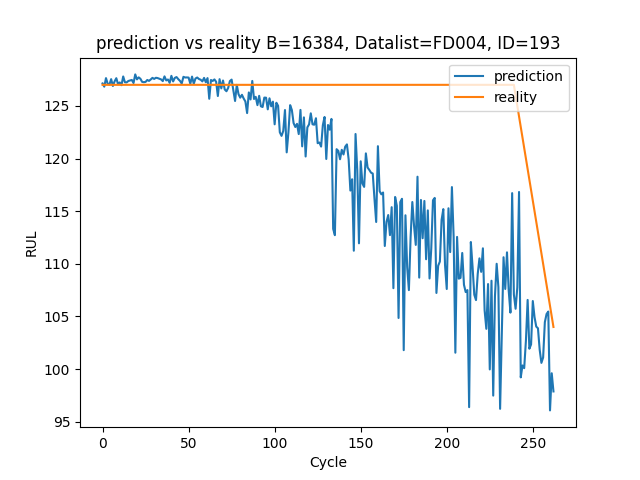 prediction vs reality B=16384, Datalist=FD004, ID=193
prediction
reality
RUL
125
120
115
110
105
100
95
0
50
100
150
200
250
Cycle